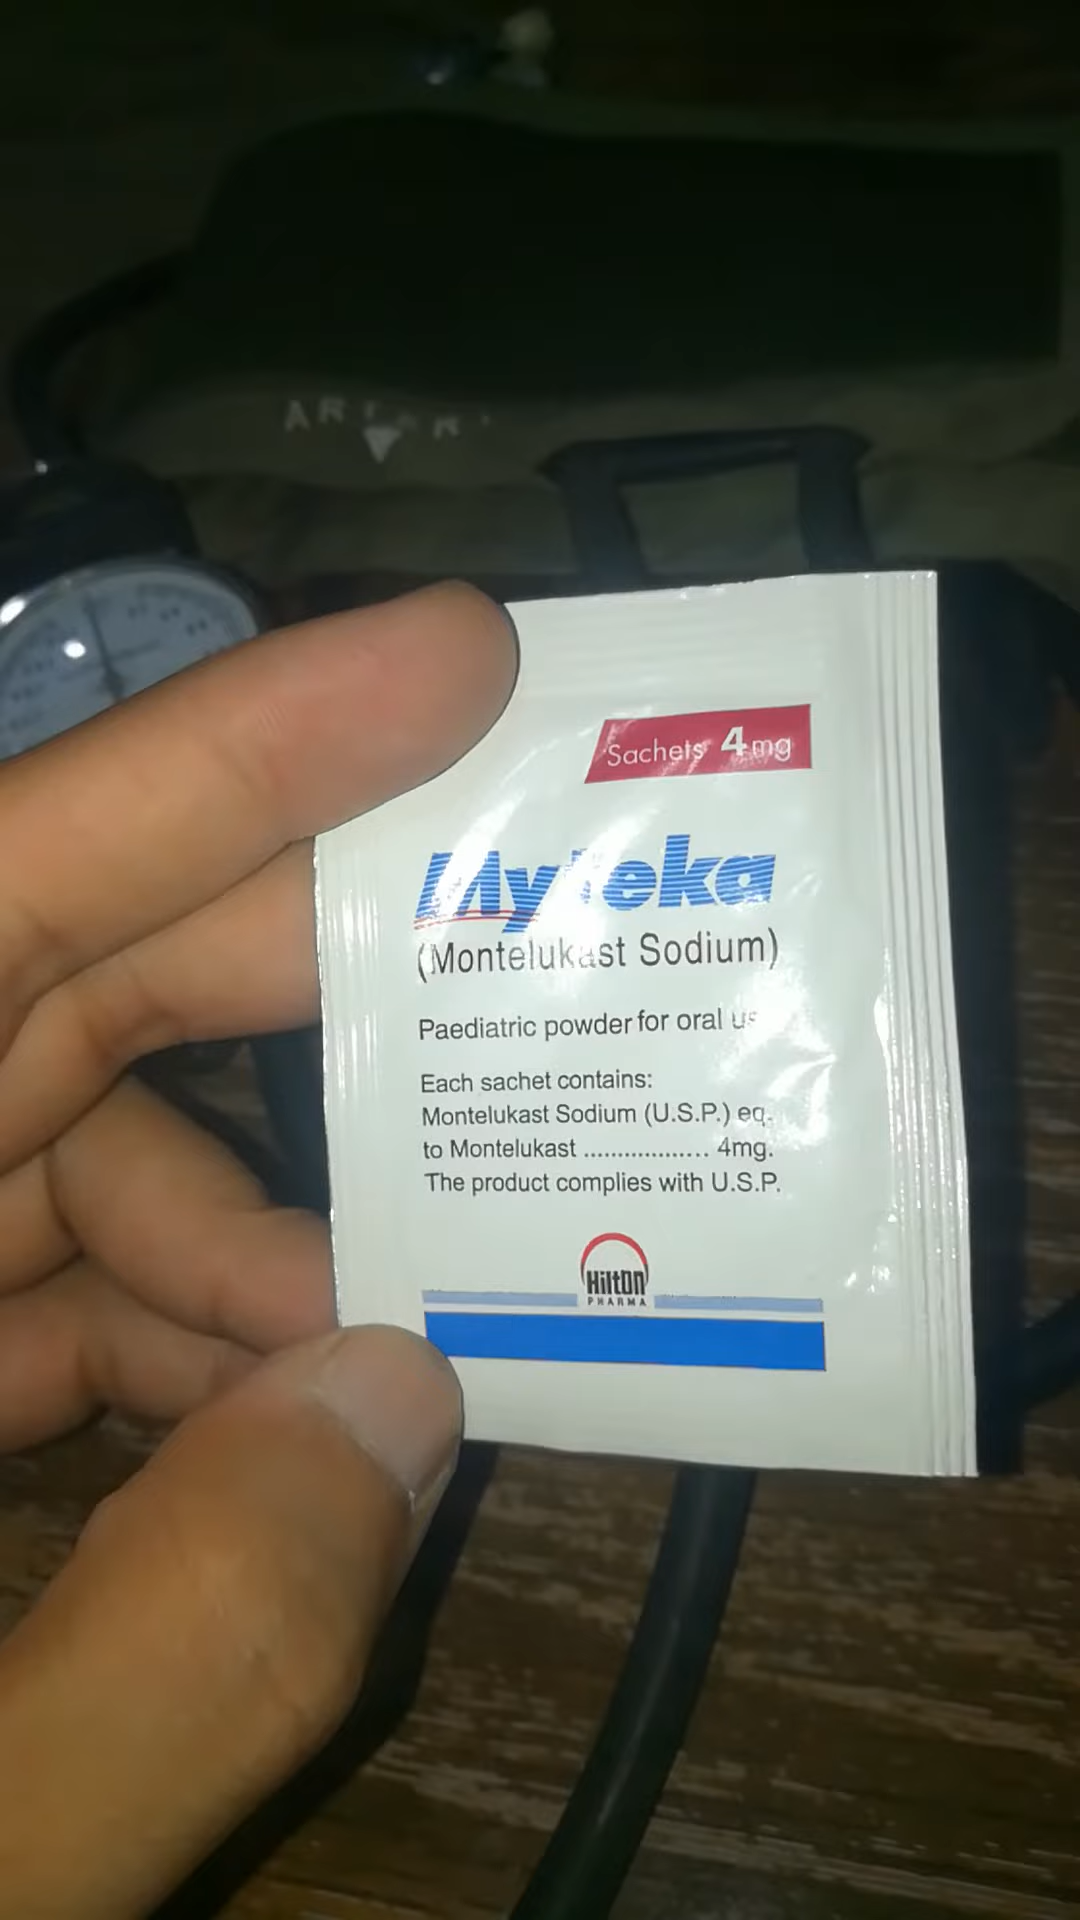 Sachets 4mg
Myteka
(Montelukast Sodium)
Paediatric powder for oral
Each sachet contains:
Montelukast Sodium (U.S.P.) eq.
to Montelukast .................. 4mg.
The product complies with U.S.P.
HiltOn
PHARMA